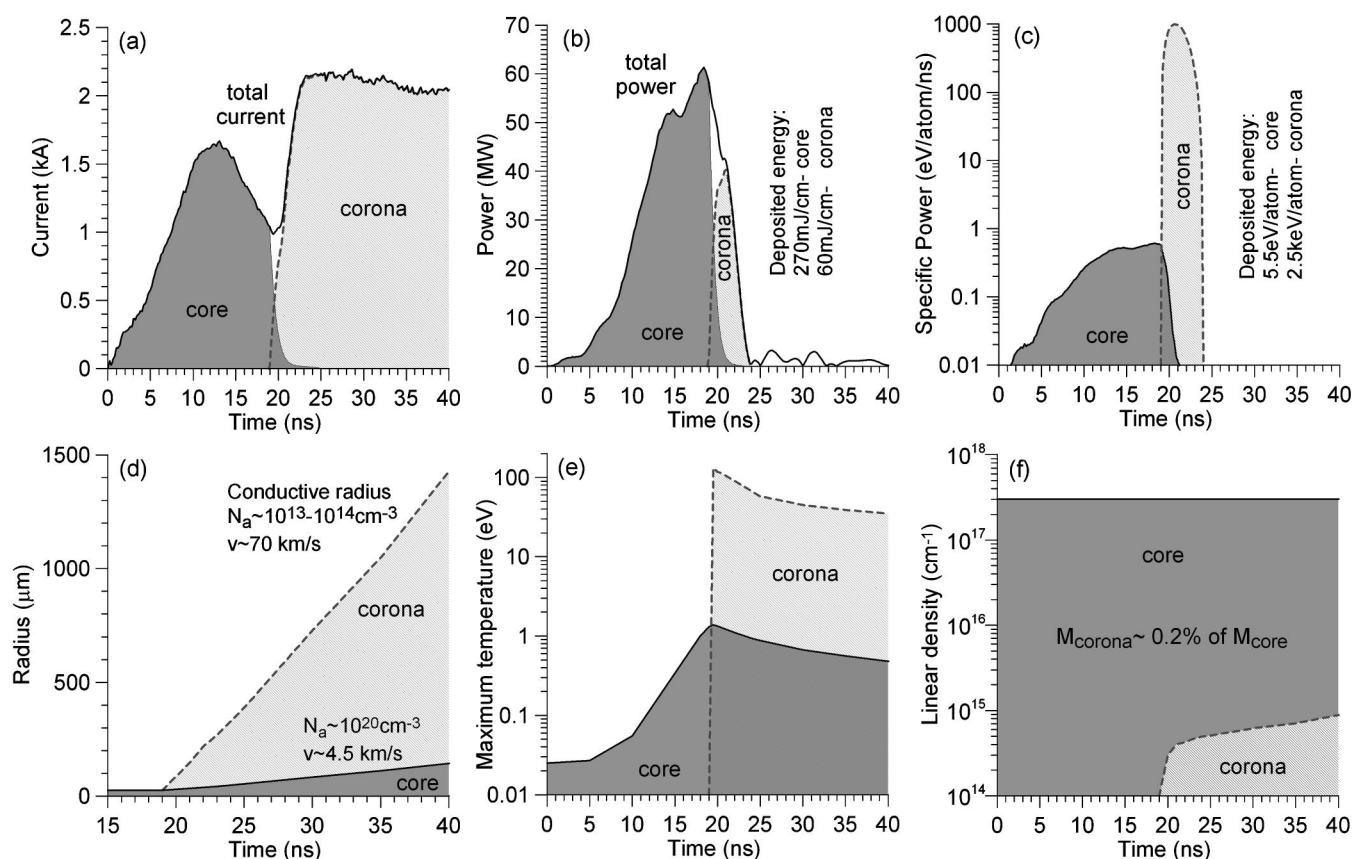 (a)
2.5
2
1.5
1
0.5
0
Current (kA)
total
current
core
corona
0 5 10 15 20 25 30 35 40
Time (ns)
(b)
70
60
50
40
30
20
10
0
Power (MW)
total
power
core
corona
Deposited energy:
270mJ/cm- core
60mJ/cm- corona
0 5 10 15 20 25 30 35 40
Time (ns)
(c)
1000
100
10
1
0.1
0.01
Specific Power (eV/atom/ns)
core
corona
Deposited energy:
5.5eV/atom- core
2.5keV/atom- corona
0 5 10 15 20 25 30 35 40
Time (ns)
(d)
1500
1000
500
0
Radius (μm)
Conductive radius
Na~10¹³-10¹⁴cm⁻³
v~70 km/s
corona
Na~10²⁰cm⁻³
v~4.5 km/s
core
15 20 25 30 35 40
Time (ns)
(e)
100
10
1
0.1
0.01
Maximum temperature (eV)
corona
core
0 5 10 15 20 25 30 35 40
Time (ns)
(f)
10¹⁸
10¹⁷
10¹⁶
10¹⁵
10¹⁴
Linear density (cm⁻¹)
core
Mcorona~ 0.2% of Mcore
corona
0 5 10 15 20 25 30 35 40
Time (ns)